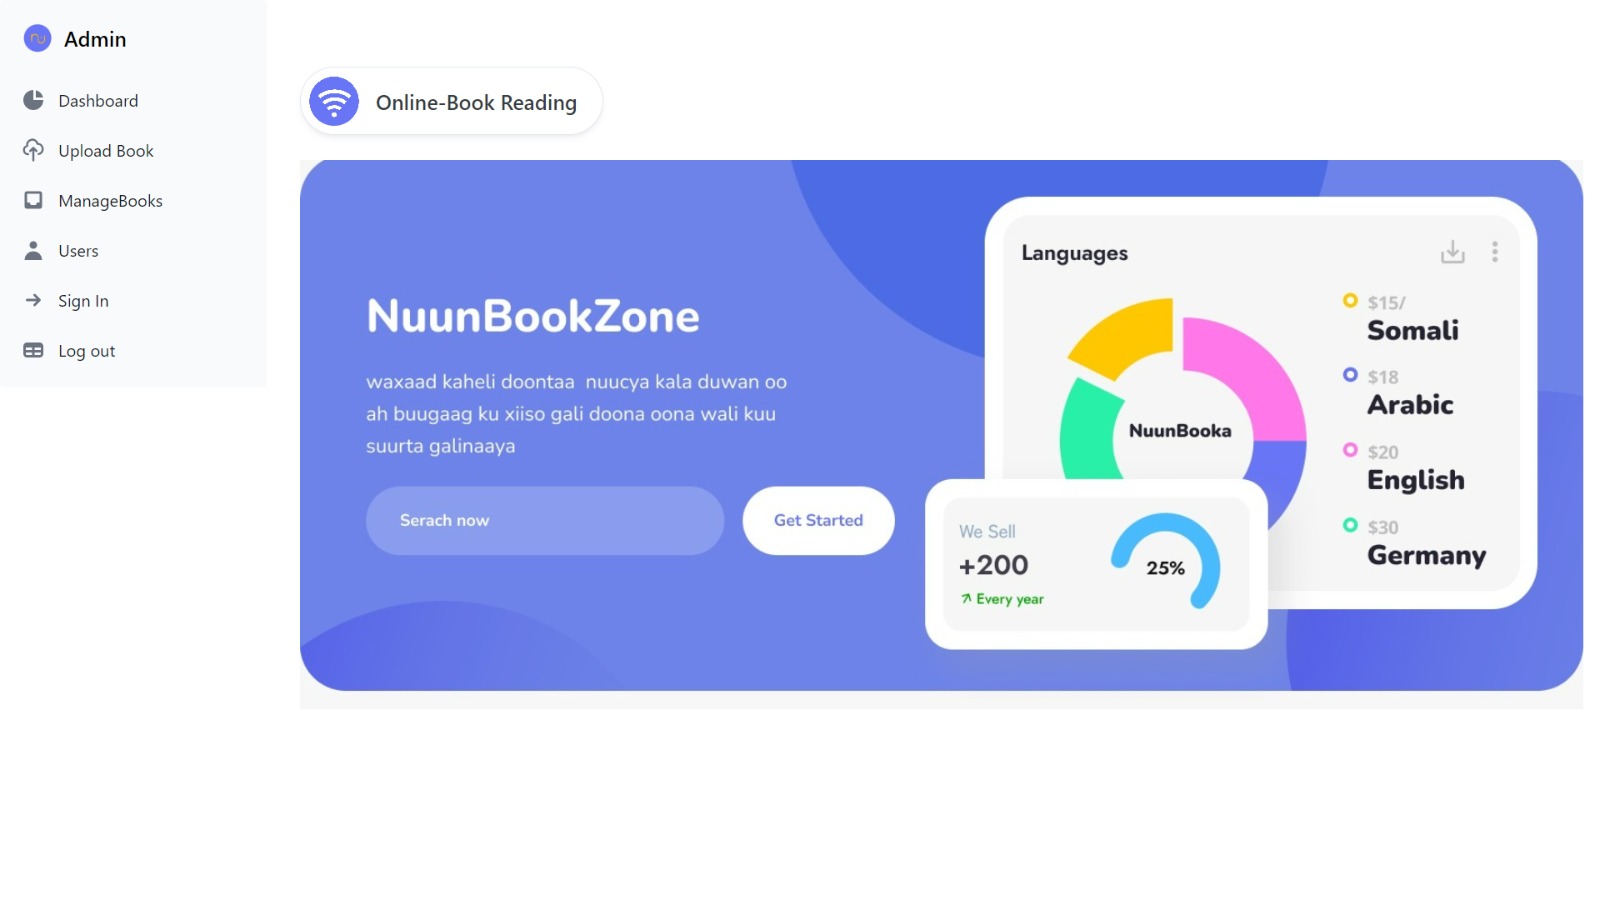 Admin
Dashboard
Upload Book
ManageBooks
Users
Sign In
Log out
Online-Book Reading
NuunBookZone
waxaad kaheli doontaa  nuucya kala duwan oo
ah buugaag ku xiiso gali doona oona wali kuu
suurta galinaaya
Serach now
Get Started
Languages
NuunBooka
$15/
Somali
$18
Arabic
$20
English
$30
Germany
We Sell
+200
Every year
25%